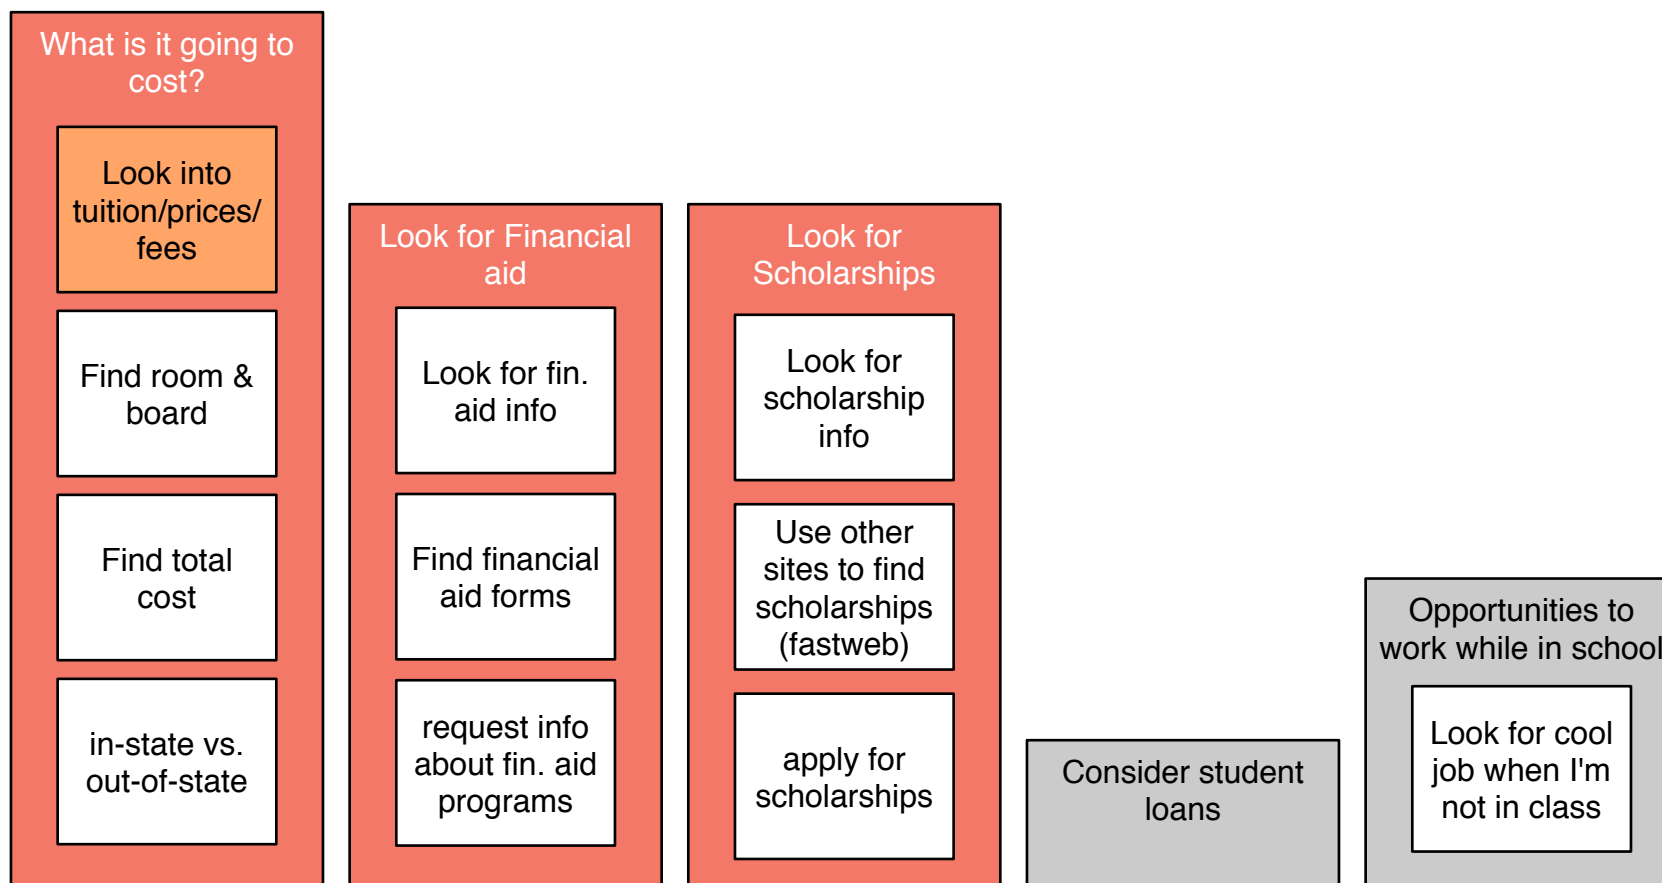 What is it going to
cost?
Look into
tuition/prices/
fees
Find room &
board
Find total
cost
in-state vs.
out-of-state
Look for Financial
aid
Look for fin.
aid info
Find financial
aid forms
request info
about fin. aid
programs
Look for
Scholarships
Look for
scholarship
info
Use other
sites to find
scholarships
(fastweb)
apply for
scholarships
Consider student
loans
Opportunities to
work while in school
Look for cool
job when I'm
not in class